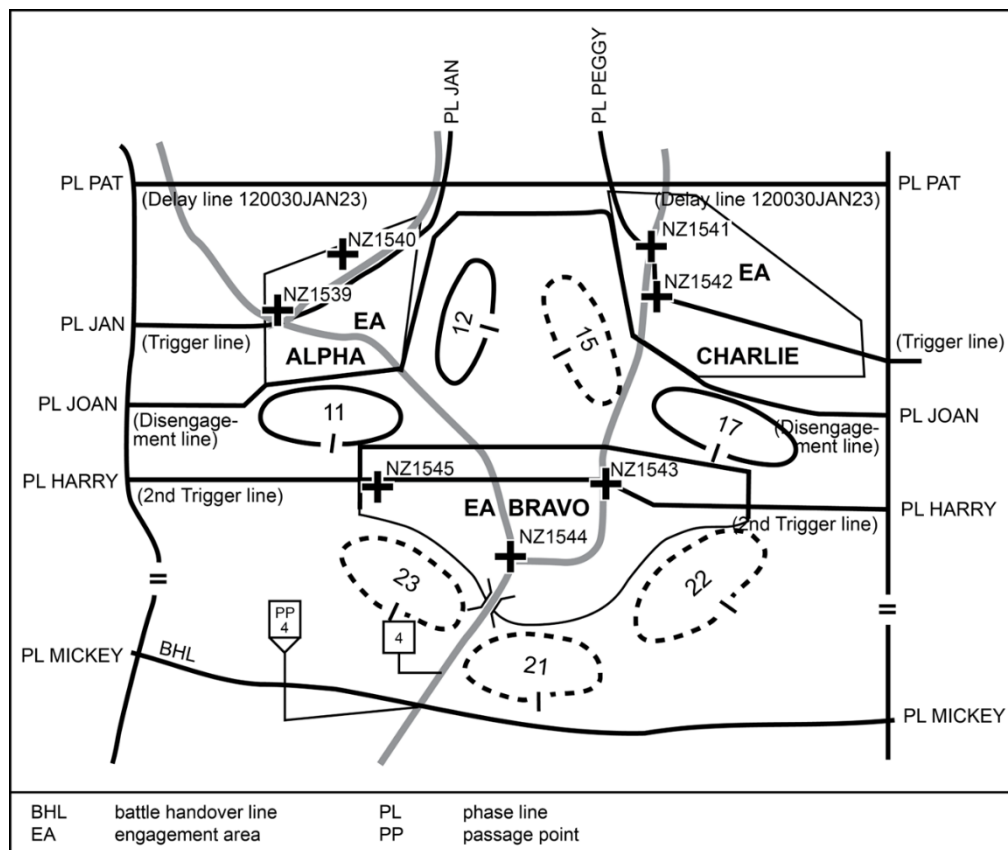 PL JAN
PL PEGGY
PL PAT
PL PAT
(Delay line 120030JAN23)
(Delay line 120030JAN23)
NZ1540
NZ1541
EA
NZ1542
NZ1539
EA
12
15
PL JAN
(Trigger line)
ALPHA
CHARLIE
(Trigger line)
PL JOAN
(Disengage-
ment line)
11
17
(Disengage-
ment line)
PL JOAN
PL HARRY
(2nd Trigger line)
NZ1545
NZ1543
EA BRAVO
(2nd Trigger line)
PL HARRY
NZ1544
23
22
PP
4
4
PL MICKEY
BHL
21
PL MICKEY
BHL battle handover line PL phase line
EA engagement area PP passage point